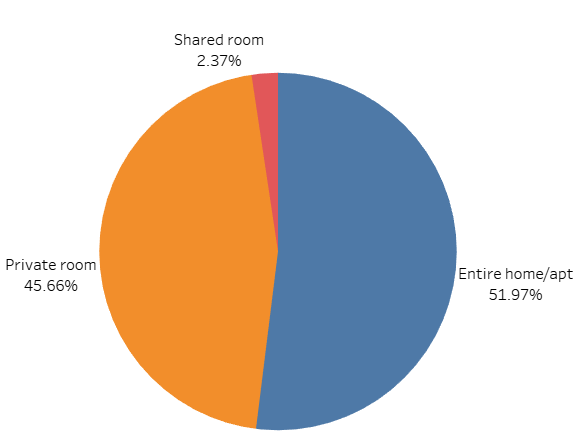 Shared room
2.37%
Private room
45.66%
Entire home/apt
51.97%